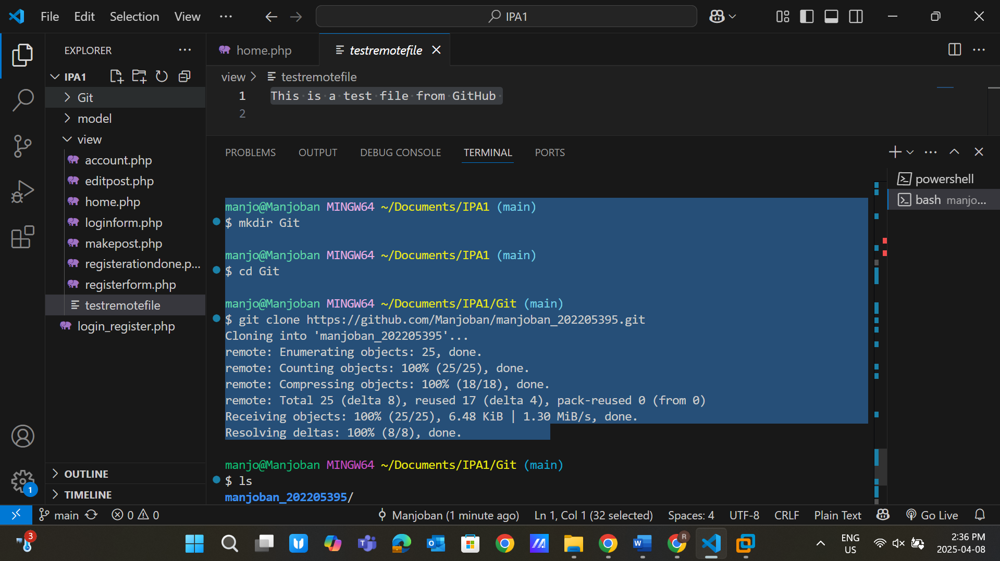 File Edit Selection View ... IPA1
EXPLORER ...
IPA1
Git
model
view
account.php
editpost.php
home.php
loginform.php
makepost.php
registerationdone.p...
registerform.php
testremotefile
login_register.php
OUTLINE
TIMELINE
home.php testremotefile
view > testremotefile
1 This is a test file from GitHub
2
PROBLEMS OUTPUT DEBUG CONSOLE TERMINAL PORTS
powershell
bash manjo...
manjo@Manjoban MINGW64 ~/Documents/IPA1 (main)
$ mkdir Git
manjo@Manjoban MINGW64 ~/Documents/IPA1 (main)
$ cd Git
manjo@Manjoban MINGW64 ~/Documents/IPA1/Git (main)
$ git clone https://github.com/Manjoban/manjoban_202205395.git
Cloning into 'manjoban_202205395'...
remote: Enumerating objects: 25, done.
remote: Counting objects: 100% (25/25), done.
remote: Compressing objects: 100% (18/18), done.
remote: Total 25 (delta 8), reused 17 (delta 4), pack-reused 0 (from 0)
Receiving objects: 100% (25/25), 6.48 KiB | 1.30 MiB/s, done.
Resolving deltas: 100% (8/8), done.
manjo@Manjoban MINGW64 ~/Documents/IPA1/Git (main)
$ ls
manjoban_202205395/
1
main 0 0 Manjoban (1 minute ago) Ln 1, Col 1 (32 selected) Spaces: 4 UTF-8 CRLF Plain Text Go Live
3
R
ENG
US
2:36 PM
2025-04-08